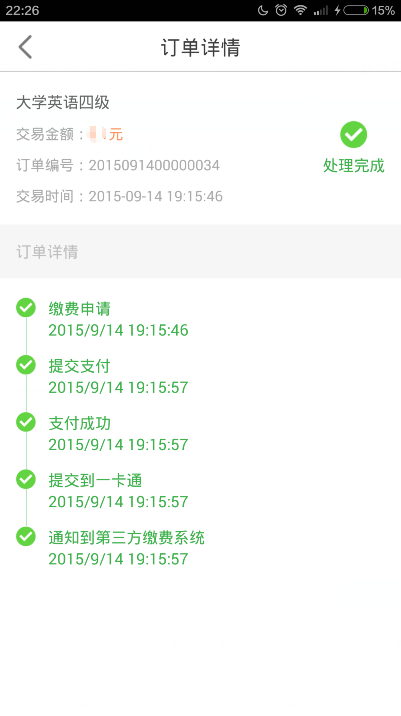 22:26
15%
订单详情
大学英语四级
交易金额：元
订单编号：2015091400000034
处理完成
交易时间：2015-09-14 19:15:46
订单详情
缴费申请
2015/9/14 19:15:46
提交支付
2015/9/14 19:15:57
支付成功
2015/9/14 19:15:57
提交到一卡通
2015/9/14 19:15:57
通知到第三方缴费系统
2015/9/14 19:15:57